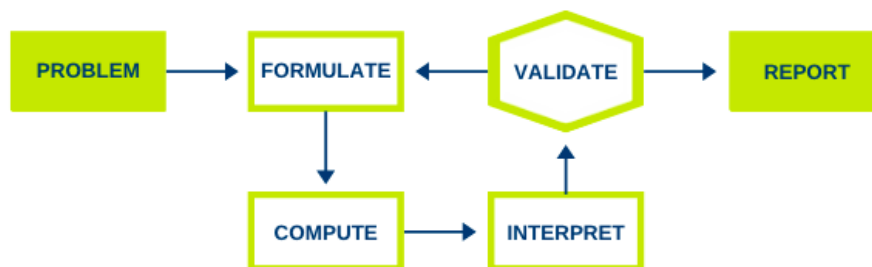 PROBLEM
FORMULATE
VALIDATE
REPORT
COMPUTE
INTERPRET